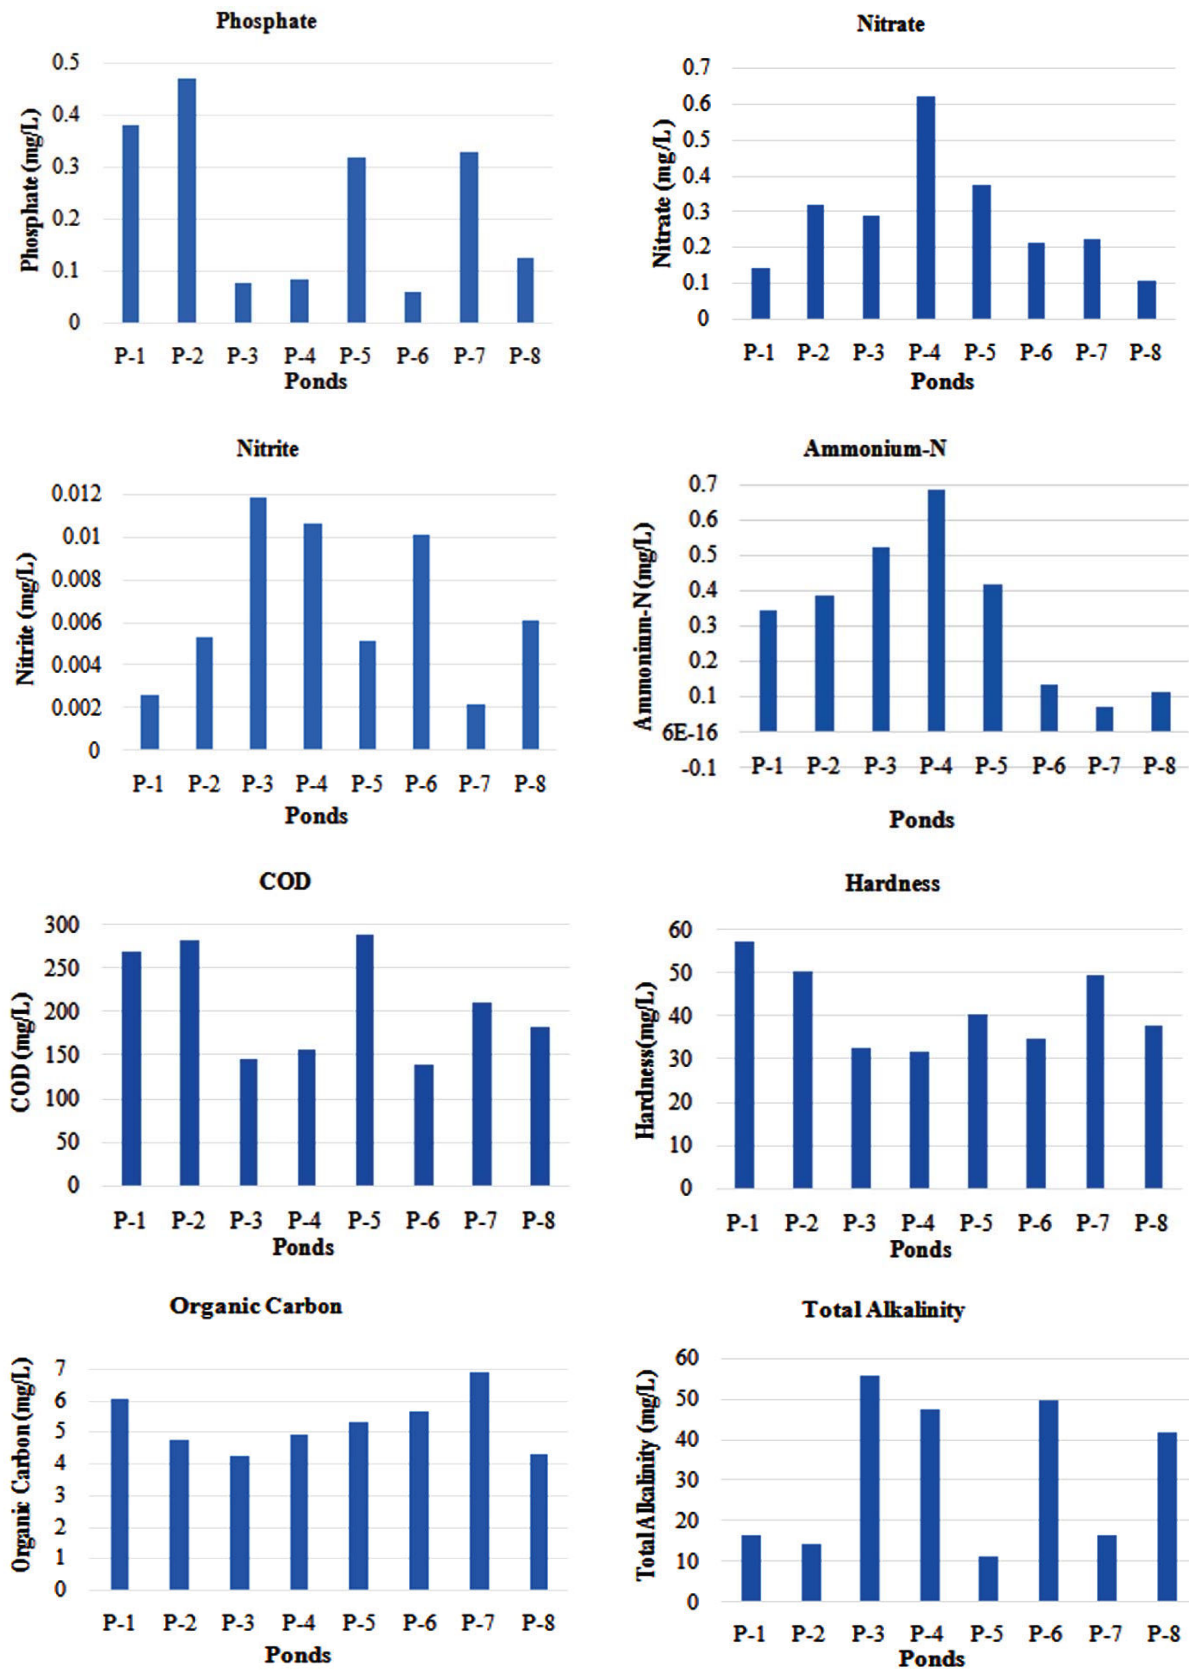 Phosphate
Phosphate (mg/L)
0.5
0.4
0.3
0.2
0.1
0
P-1 P-2 P-3 P-4 P-5 P-6 P-7 P-8
Ponds
Nitrate
Nitrate (mg/L)
0.7
0.6
0.5
0.4
0.3
0.2
0.1
0
P-1 P-2 P-3 P-4 P-5 P-6 P-7 P-8
Ponds
Nitrite
Nitrite (mg/L)
0.012
0.01
0.008
0.006
0.004
0.002
0
P-1 P-2 P-3 P-4 P-5 P-6 P-7 P-8
Ponds
Ammonium-N
Ammonium-N (mg/L)
0.7
0.6
0.5
0.4
0.3
0.2
0.1
6E-16
-0.1
P-1 P-2 P-3 P-4 P-5 P-6 P-7 P-8
Ponds
COD
COD (mg/L)
300
250
200
150
100
50
0
P-1 P-2 P-3 P-4 P-5 P-6 P-7 P-8
Ponds
Hardness
Hardness(mg/L)
60
50
40
30
20
10
0
P-1 P-2 P-3 P-4 P-5 P-6 P-7 P-8
Ponds
Organic Carbon
Organic Carbon (mg/L)
7
6
5
4
3
2
1
0
P-1 P-2 P-3 P-4 P-5 P-6 P-7 P-8
Ponds
Total Alkalinity
Total Alkalinity (mg/L)
60
50
40
30
20
10
0
P-1 P-2 P-3 P-4 P-5 P-6 P-7 P-8
Ponds